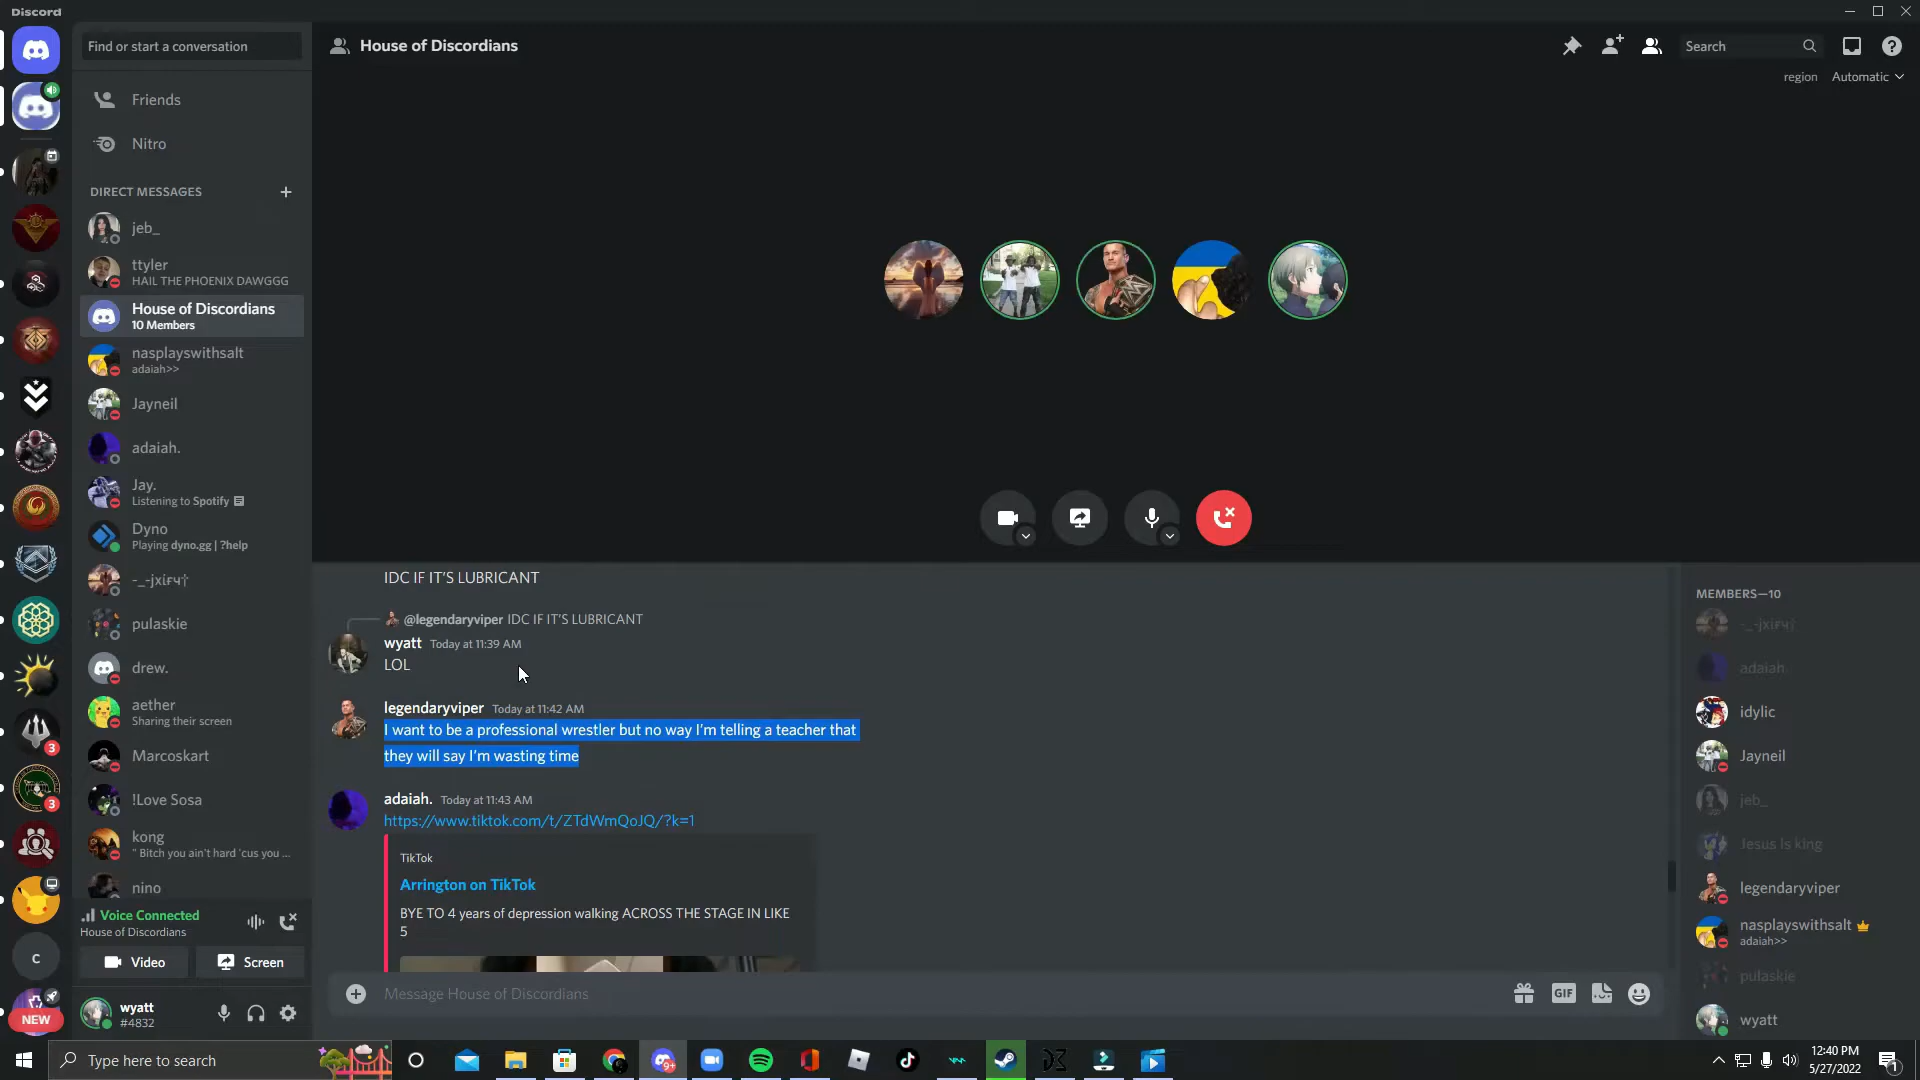 Discord
Find or start a conversation
House of Discordians
Search
region Automatic
Friends
Nitro
DIRECT MESSAGES
jeb_
ttyler
HAIL THE PHOENIX DAWGGG
House of Discordians
10 Members
nasplayswithsalt
adaiah>>
Jayneil
adaiah.
Jay.
Listening to Spotify
Dyno
Playing dyno.gg | ?help
pulaskie
drew.
aether
Sharing their screen
Marcoskart
!Love Sosa
kong
" Bitch you ain't hard 'cus you ...
nino
3
3
C
NEW
Voice Connected
House of Discordians
Video
Screen
wyatt
#4832
IDC IF IT'S LUBRICANT
@legendaryviper IDC IF IT'S LUBRICANT
wyatt Today at 11:39 AM
LOL
legendaryviper Today at 11:42 AM
I want to be a professional wrestler but no way I'm telling a teacher that
they will say I'm wasting time
adaiah. Today at 11:43 AM
https://www.tiktok.com/t/ZTdWmQoJQ/?k=1
TikTok
Arrington on TikTok
BYE TO 4 years of depression walking ACROSS THE STAGE IN LIKE
5
Message House of Discordians
GIF
MEMBERS—10
adaiah.
idylic
Jayneil
jeb_
Jesus is king
legendaryviper
nasplayswithsalt
adaiah>>
pulaskie
wyatt
Type here to search
9+
12:40 PM
5/27/2022
1